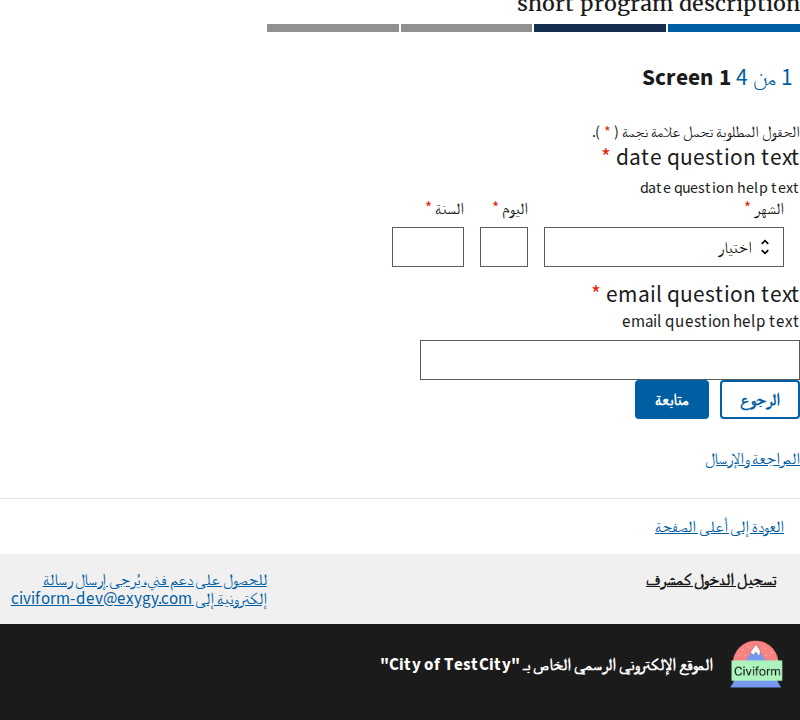 short program description
Screen 1 1 من 4
الحقول المطلوبة تحمل علامة نجمة ( * ).
date question text *
date question help text
الشهر * اليوم * السنة *
اختيار
email question text *
email question help text
الرجوع متابعة
المراجعة والإرسال
العودة إلى أعلى الصفحة
تسجيل الدخول كمشرف
للحصول على دعم فني، يُرجى إرسال رسالة
إلكترونية إلى civiform-dev@exygy.com
Civiform
الموقع الإلكتروني الرسمي الخاص بـ "City of TestCity"